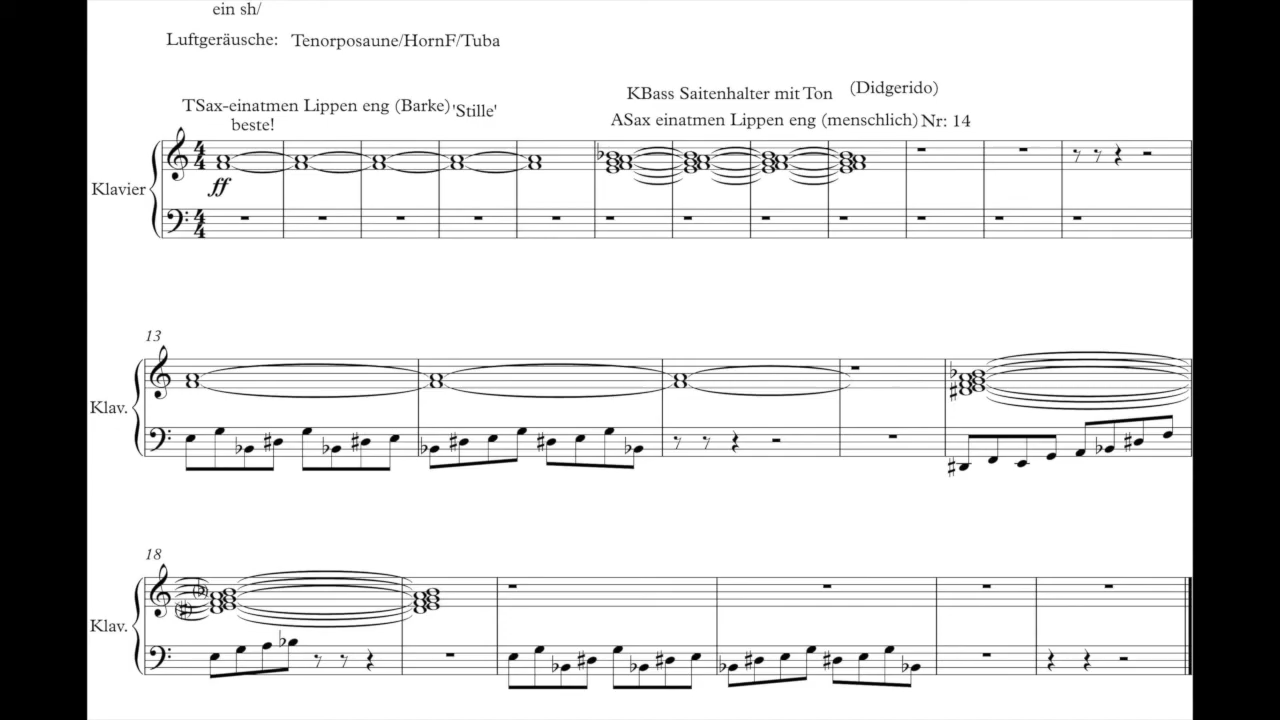 ein sh/
Luftgeräusche: Tenorposaune/HornF/Tuba
TSax-einatmen Lippen eng (Barke) 'Stille'
beste!
KBass Saitenhalter mit Ton (Didgerido)
ASax einatmen Lippen eng (menschlich) Nr: 14
Klavier
ff
13
Klav.
18
Klav.